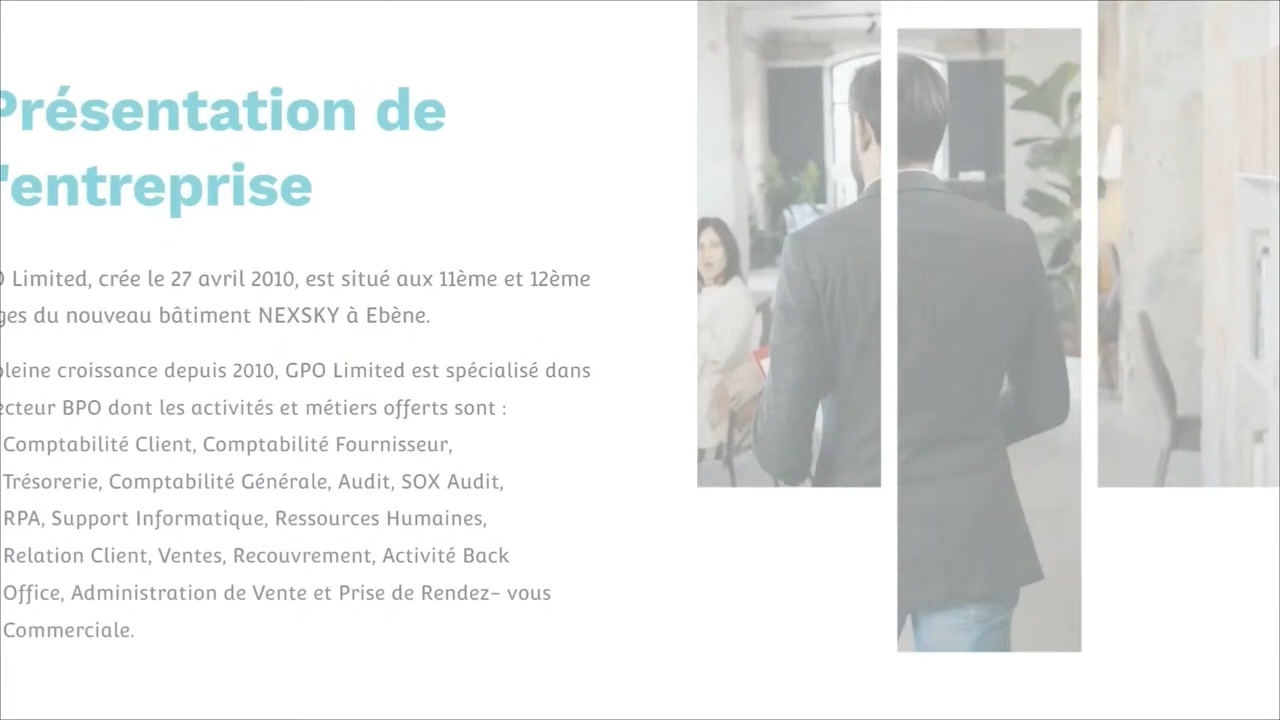 Présentation de
'entreprise
Limited, crée le 27 avril 2010, est situé aux 11ème et 12ème
du nouveau bâtiment NEXSKY à Ebène.
pleine croissance depuis 2010, GPO Limited est spécialisé dans
BPO dont les activités et métiers offerts sont :
Comptabilité Client, Comptabilité Fournisseur,
Trésorerie, Comptabilité Générale, Audit, SOX Audit,
RPA, Support Informatique, Ressources Humaines,
Relation Client, Ventes, Recouvrement, Activité Back
Office, Administration de Vente et Prise de Rendez- vous
Commerciale.